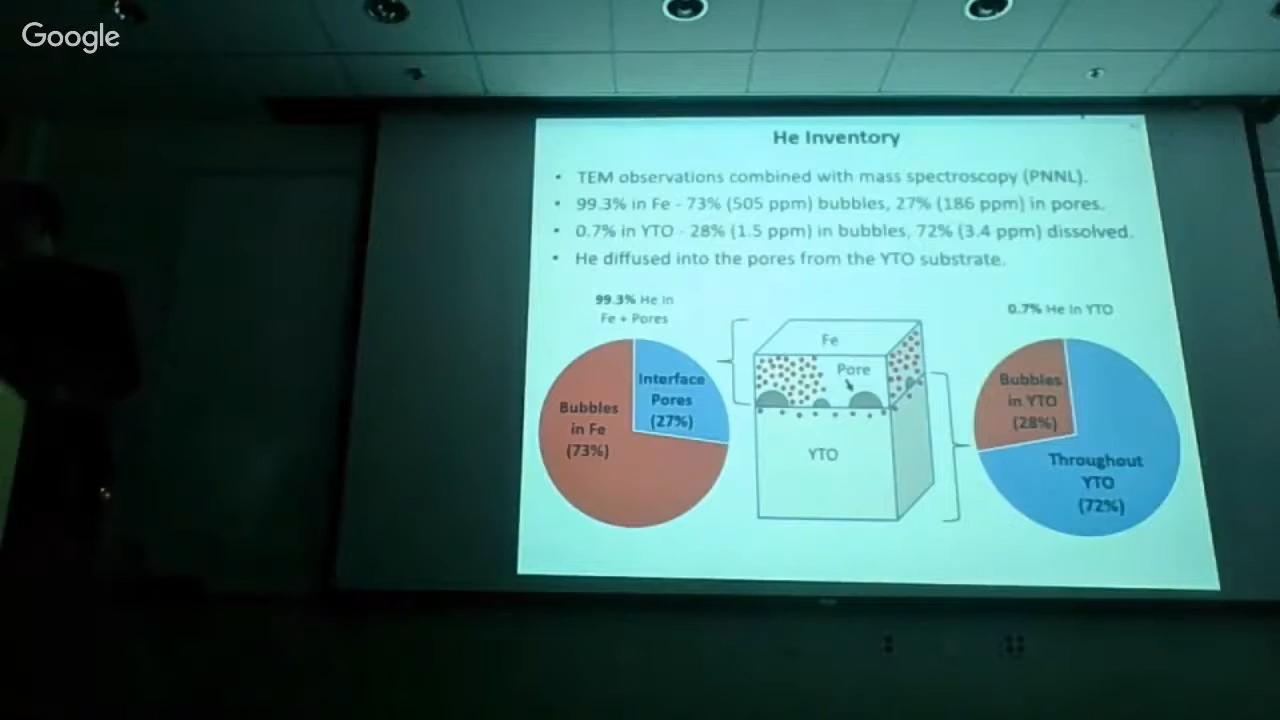 Google
He Inventory
• TEM observations combined with mass spectroscopy (PNNL).
• 99.3% in Fe - 73% (505 ppm) bubbles, 27% (186 ppm) in pores.
• 0.7% in YTO - 28% (1.5 ppm) in bubbles, 72% (3.4 ppm) dissolved.
• He diffused into the pores from the YTO substrate.
99.3% He in
Fe + Pores
0.7% He in YTO
Bubbles
in Fe
(73%)
Interface
Pores
(27%)
Fe
Pore
YTO
Bubbles
in YTO
(28%)
Throughout
YTO
(72%)